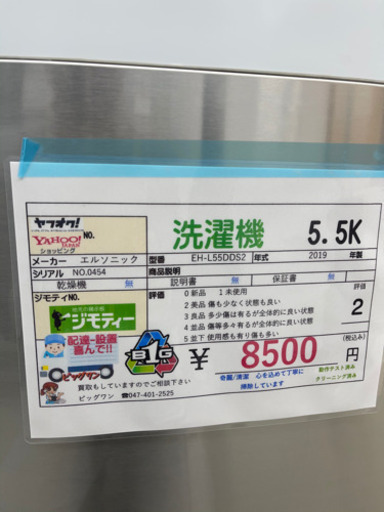 ヤフオク!
NO.
YAHOO!
JAPAN
ショッピング
洗濯機 5.5K
メーカー エルソニック 型番 EH-L55DDS2 年式 2019 年製
シリアル NO.0454 商品説明
乾燥機 無 説明書 無 保証書 無
ジモティNO.
ジモティー
評価
0 新品 1 未使用
2 美品 傷も少なく状態も良い
3 良品 多少傷は有るが全体的に良い状態
4 並品 傷等多々有るが全体的に良い状態
5 並下 使用感も有り傷も多い
評価
2
配達・設置
喜んで!!
ビッグワン
B1G
¥ 8500 円
(税込み)
買取もしていますのでご相談下さい
ビッグワン ☎047-401-2525
奇麗/清潔 心を込めて丁寧に
掃除しています
動作テスト済み
クリーニング済み